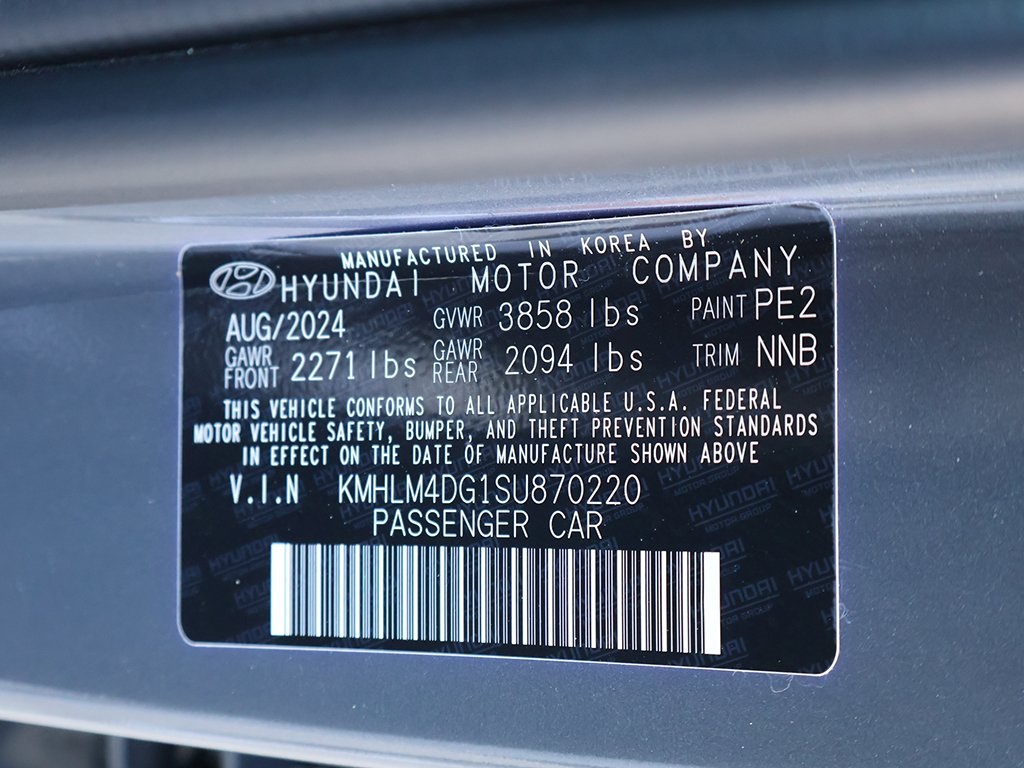 MANUFACTURED IN KOREA BY
HYUNDAI MOTOR COMPANY
AUG/2024 GVWR 3858 lbs PAINT PE2
GAWR FRONT 2271 lbs GAWR REAR 2094 lbs TRIM NNB
THIS VEHICLE CONFORMS TO ALL APPLICABLE U.S.A. FEDERAL
MOTOR VEHICLE SAFETY, BUMPER, AND THEFT PREVENTION STANDARDS
IN EFFECT ON THE DATE OF MANUFACTURE SHOWN ABOVE
V.I.N KMHLM4DG1SU870220
PASSENGER CAR